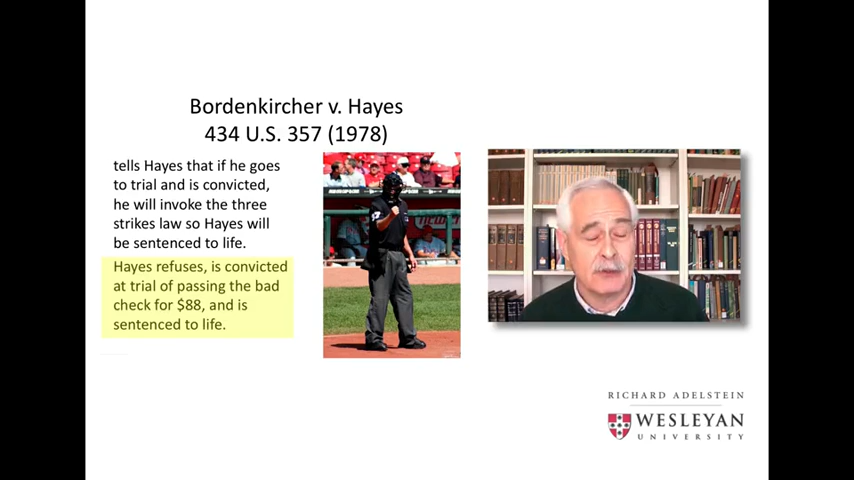 Bordenkircher v. Hayes
434 U.S. 357 (1978)
tells Hayes that if he goes
to trial and is convicted,
he will invoke the three
strikes law so Hayes will
be sentenced to life.
Hayes refuses, is convicted
at trial of passing the bad
check for $88, and is
sentenced to life.
RICHARD ADELSTEIN
WESLEYAN
UNIVERSITY